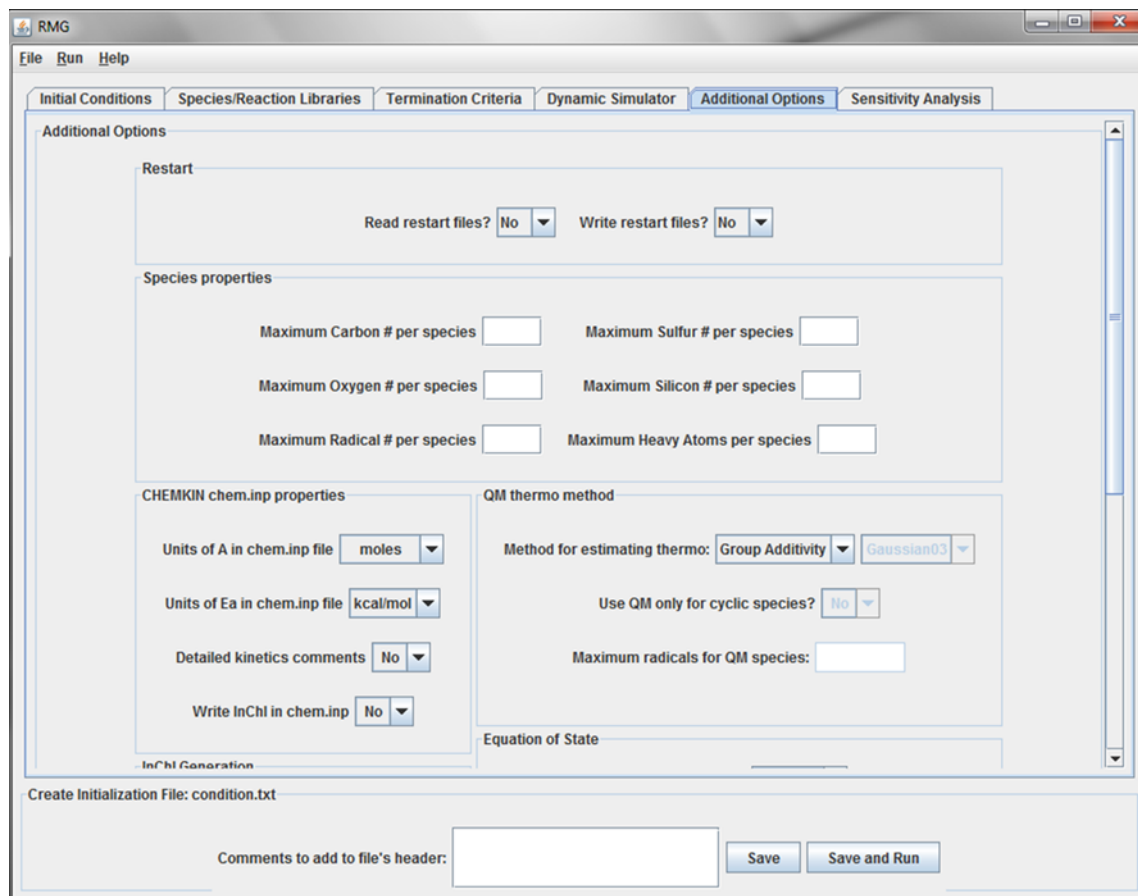 RMG
File Run Help
Initial Conditions Species/Reaction Libraries Termination Criteria Dynamic Simulator Additional Options Sensitivity Analysis
Additional Options
Restart
Read restart files? No Write restart files? No
Species properties
Maximum Carbon # per species Maximum Sulfur # per species
Maximum Oxygen # per species Maximum Silicon # per species
Maximum Radical # per species Maximum Heavy Atoms per species
CHEMKIN chem.inp properties
Units of A in chem.inp file moles
Units of Ea in chem.inp file kcal/mol
Detailed kinetics comments No
Write InChI in chem.inp No
QM thermo method
Method for estimating thermo: Group Additivity Gaussian03
Use QM only for cyclic species? No
Maximum radicals for QM species:
InChI Generation
Equation of State
Create Initialization File: condition.txt
Comments to add to file's header: Save Save and Run